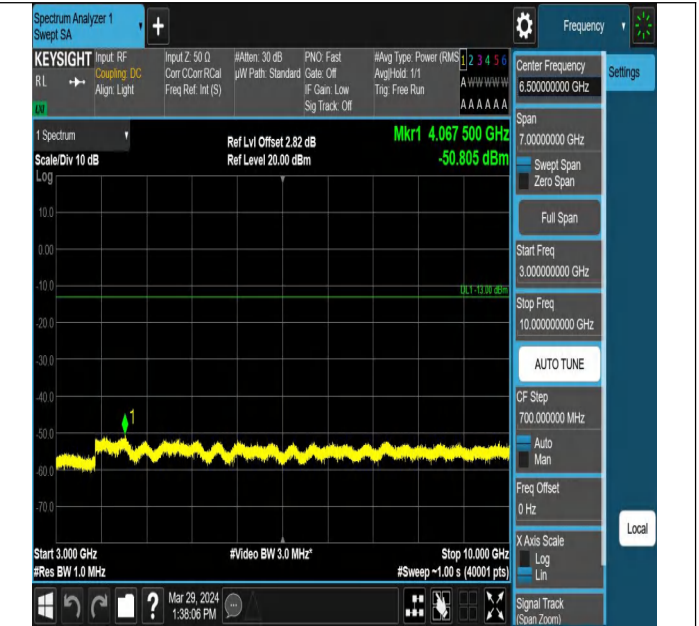 Spectrum Analyzer 1
Swept SA
+
Frequency
KEYSIGHT
RL
LXI
Input: RF
Coupling: DC
Align: Light
Input Z: 50 Ω
Corr CCorr RCal
Freq Ref: Int (S)
#Atten: 30 dB
µW Path: Standard
PNO: Fast
Gate: Off
IF Gain: Low
Sig Track: Off
#Avg Type: Power (RMS)
Avg|Hold: 1/1
Trig: Free Run
1 2 3 4 5 6
A W W W W W
A A A A A A
1 Spectrum
Scale/Div 10 dB
Log
Ref Lvl Offset 2.82 dB
Ref Level 20.00 dBm
Mkr1 4.067 500 GHz
-50.805 dBm
10.0
0.00
-10.0
DL1 -13.00 dBm
-20.0
-30.0
-40.0
1
-50.0
-60.0
-70.0
Start 3.000 GHz
#Res BW 1.0 MHz
#Video BW 3.0 MHz*
Stop 10.000 GHz
#Sweep ~1.00 s (40001 pts)
?
Mar 29, 2024
1:38:06 PM
Center Frequency
6.500000000 GHz
Settings
Span
7.00000000 GHz
Swept Span
Zero Span
Full Span
Start Freq
3.000000000 GHz
Stop Freq
10.000000000 GHz
AUTO TUNE
CF Step
700.000000 MHz
Auto
Man
Freq Offset
0 Hz
X Axis Scale
Log
Lin
Local
Signal Track
(Span Zoom)